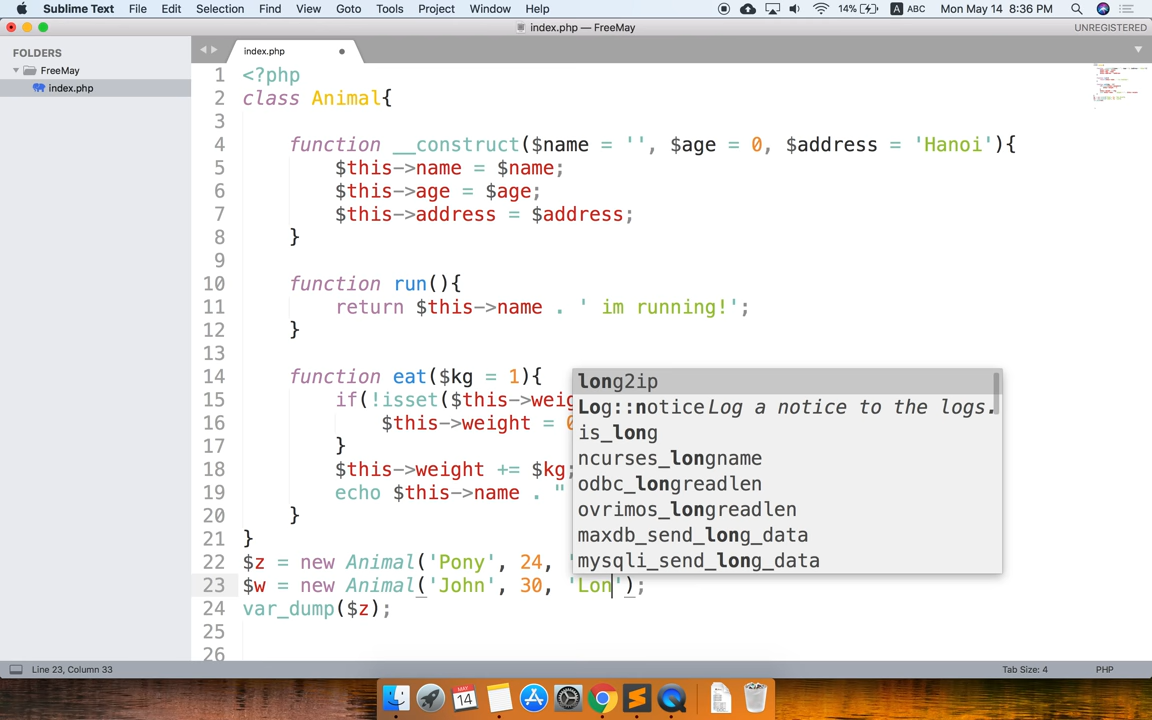 Sublime Text File Edit Selection Find View Goto Tools Project Window Help 14% A ABC Mon May 14 8:36 PM
index.php — FreeMay UNREGISTERED
FOLDERS
FreeMay
index.php
index.php
1 <?php
2 class Animal{
3
4 function __construct($name = '', $age = 0, $address = 'Hanoi'){
5 $this->name = $name;
6 $this->age = $age;
7 $this->address = $address;
8 }
9
10 function run(){
11 return $this->name . ' im running!';
12 }
13
14 function eat($kg = 1){
15 if(!isset($this->weig
16 $this->weight = 0
17 }
18 $this->weight += $kg;
19 echo $this->name . "
20 }
21 }
22 $z = new Animal('Pony', 24, '
23 $w = new Animal('John', 30, 'Lon');
24 var_dump($z);
25
26
long2ip
Log::notice Log a notice to the logs.
is_long
ncurses_longname
odbc_longreadlen
ovrimos_longreadlen
maxdb_send_long_data
mysqli_send_long_data
Line 23, Column 33 Tab Size: 4 PHP
MAY
14